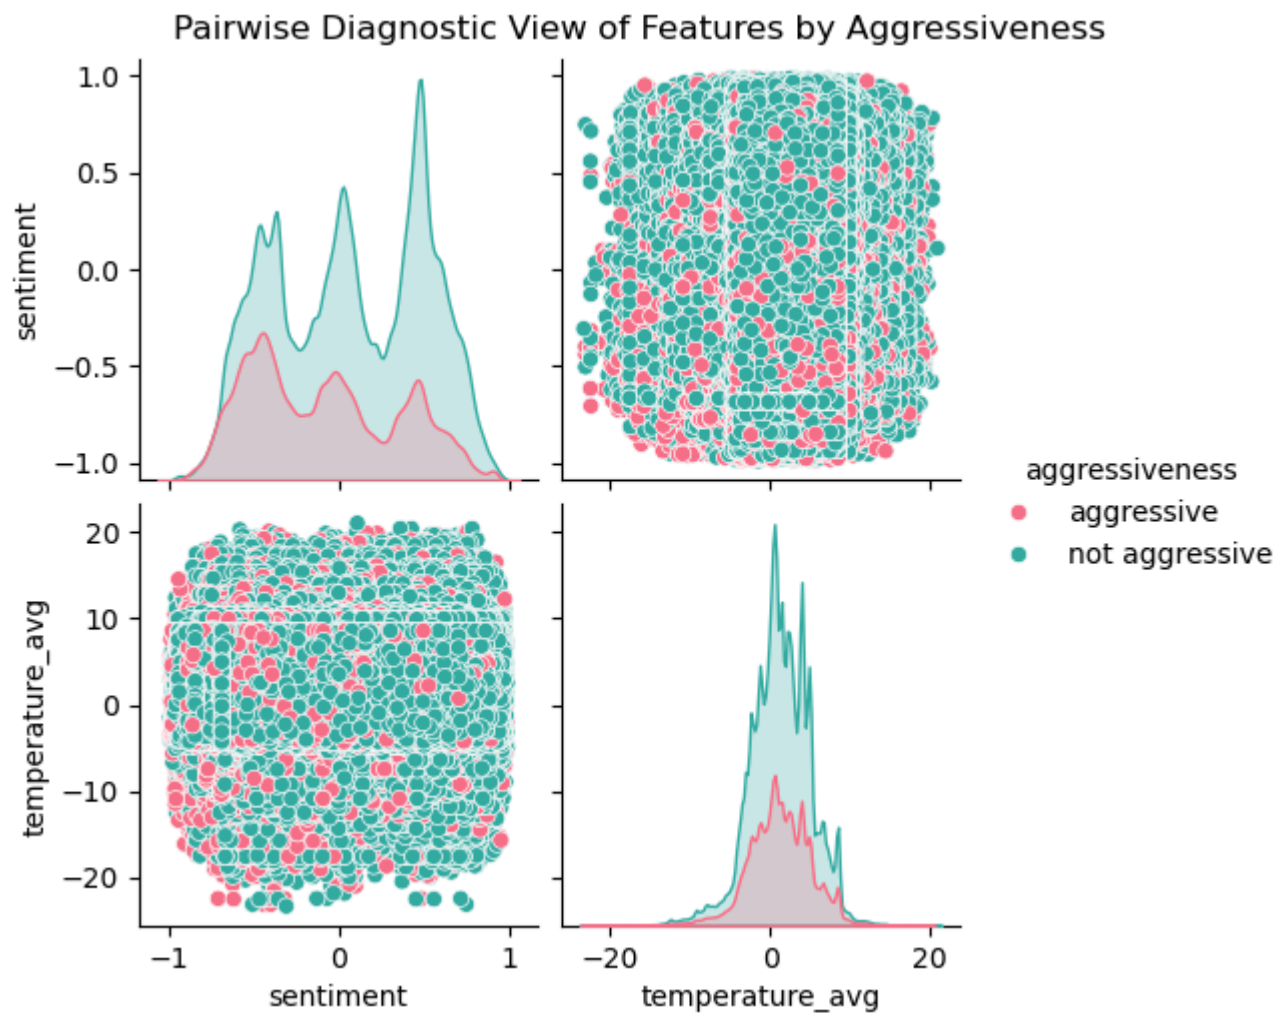 Pairwise Diagnostic View of Features by Aggressiveness
1.0
0.5
0.0
−0.5
−1.0
sentiment
20
10
0
−10
−20
temperature_avg
−1
0
1
sentiment
−20
0
20
temperature_avg
aggressiveness
aggressive
not aggressive